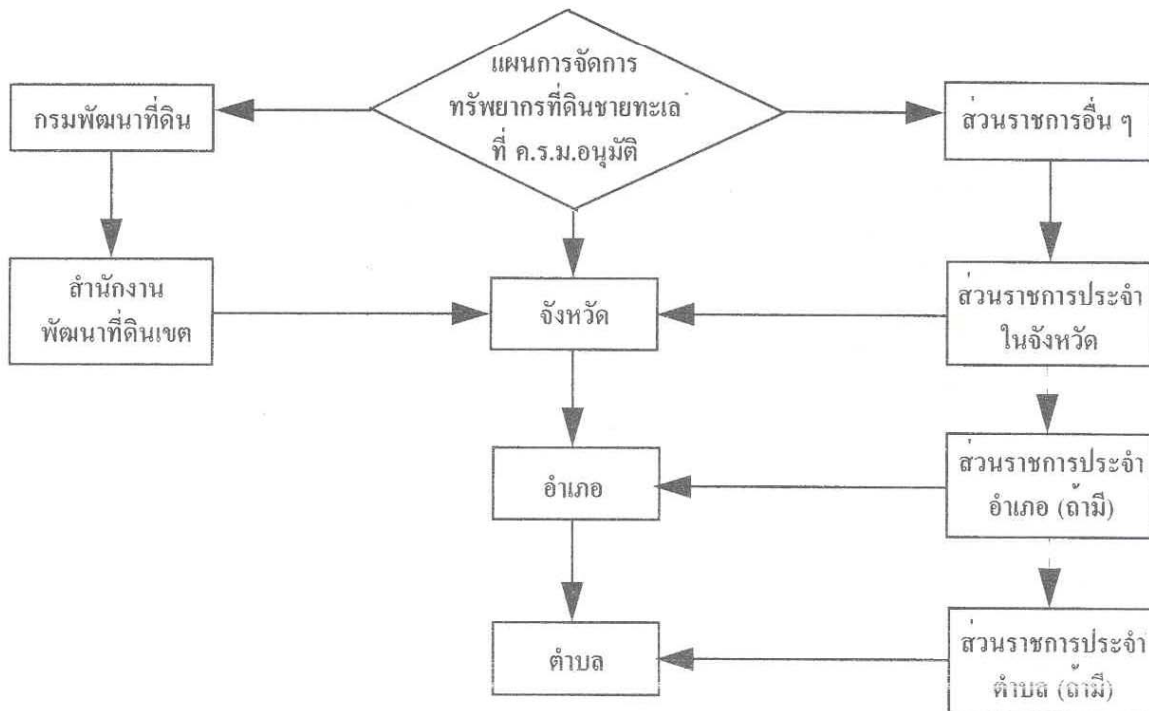 แผนการจัดการ
ทรัพยากรที่ดินชายทะเล
ที่ ค.ร.ม.อนุมัติ
กรมพัฒนาที่ดิน
ส่วนราชการอื่น ๆ
สำนักงาน
พัฒนาที่ดินเขต
จังหวัด
ส่วนราชการประจำ
ในจังหวัด
อำเภอ
ส่วนราชการประจำ
อำเภอ (ถ้ามี)
ตำบล
ส่วนราชการประจำ
ตำบล (ถ้ามี)